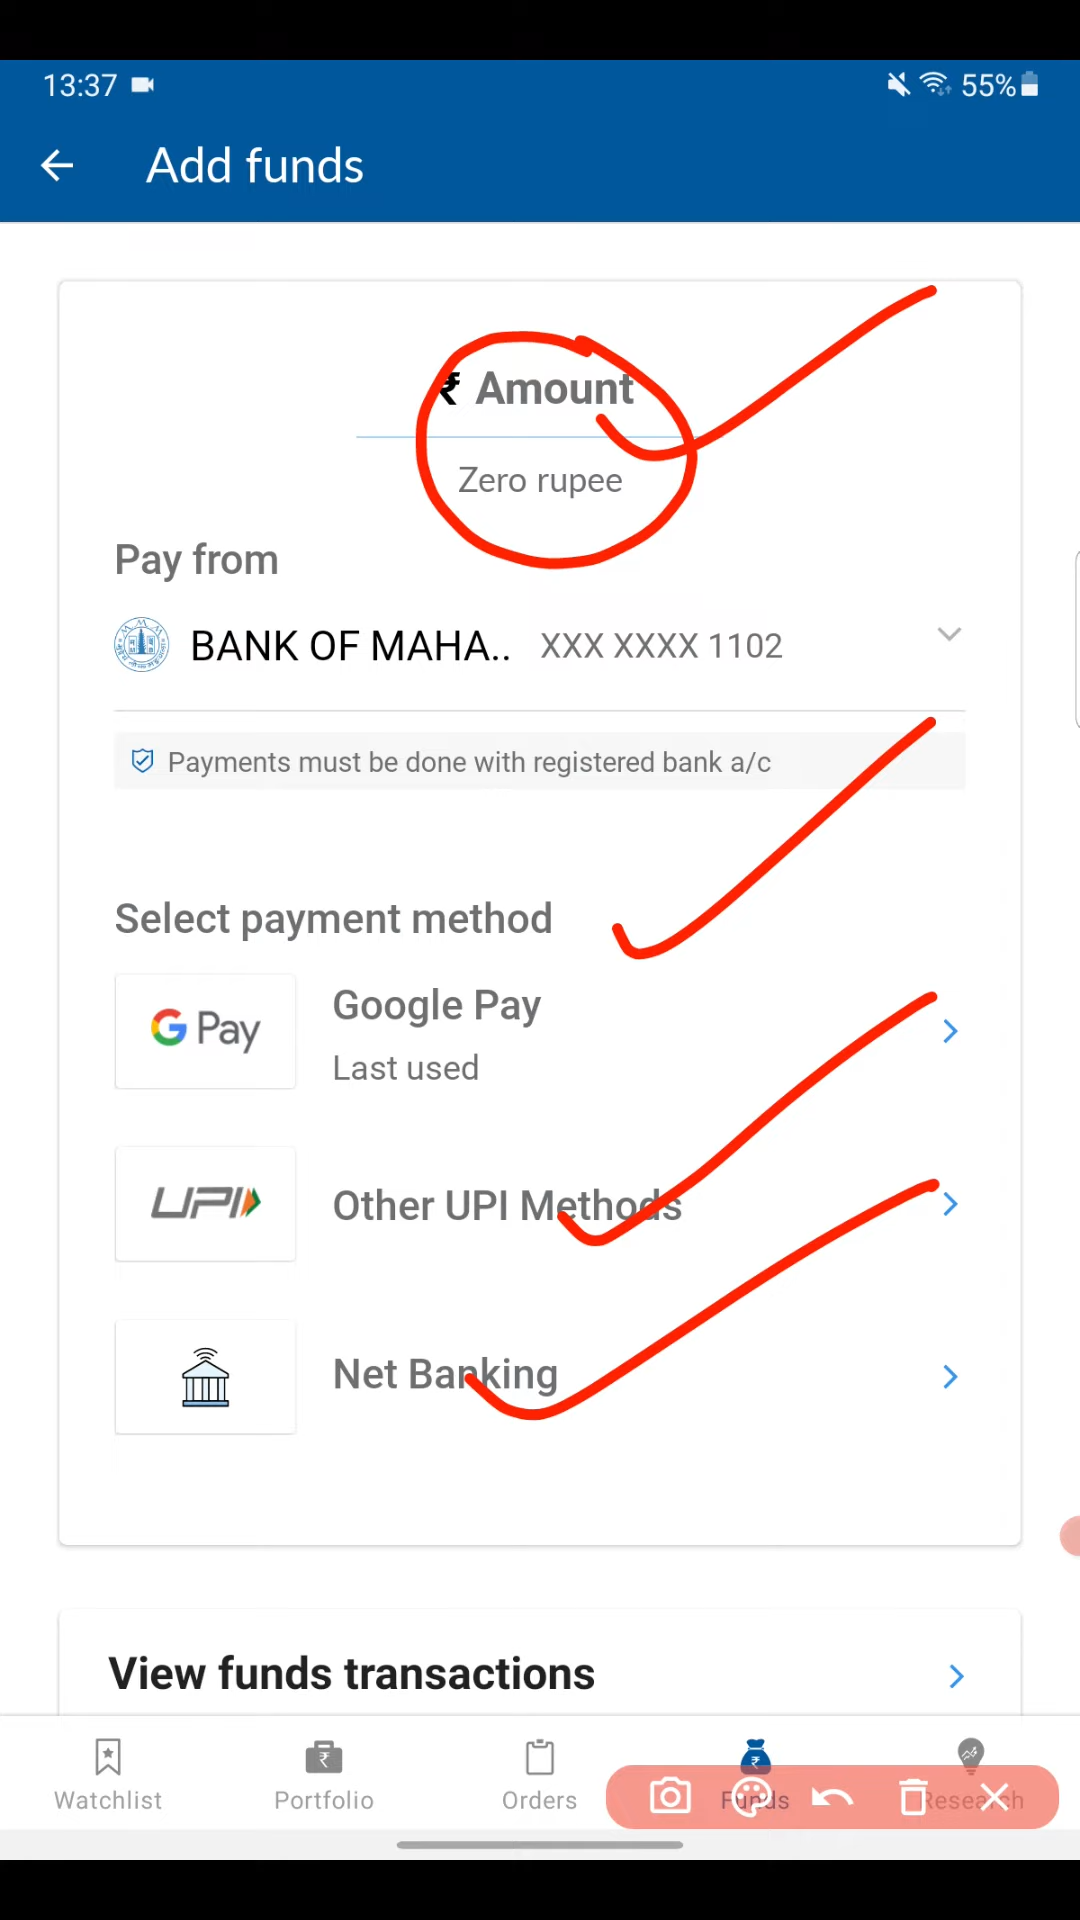 13:37
55%
Add funds
₹ Amount
Zero rupee
Pay from
BANK OF MAHA.. XXX XXXX 1102
Payments must be done with registered bank a/c
Select payment method
G Pay
Google Pay
Last used
UPI
Other UPI Methods
Net Banking
View funds transactions
Watchlist
Portfolio
Orders
Funds
Research